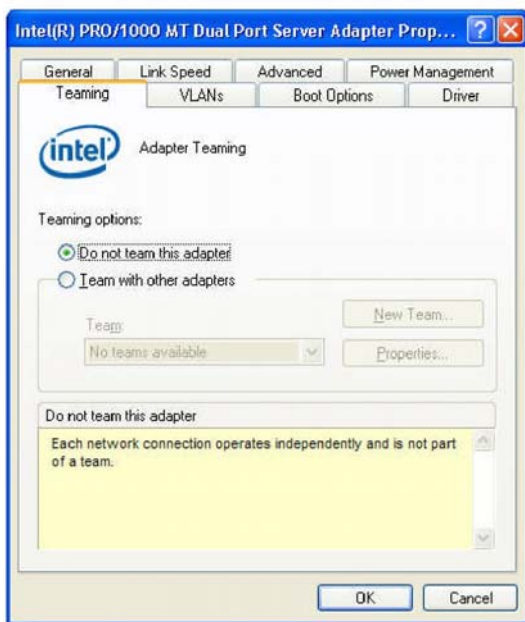 Intel(R) PRO/1000 MT Dual Port Server Adapter Prop...
General Link Speed Advanced Power Management
Teaming VLANs Boot Options Driver
intel Adapter Teaming
Teaming options:
Do not team this adapter
Team with other adapters
New Team...
Team:
No teams available Properties...
Do not team this adapter
Each network connection operates independently and is not part
of a team.
OK Cancel